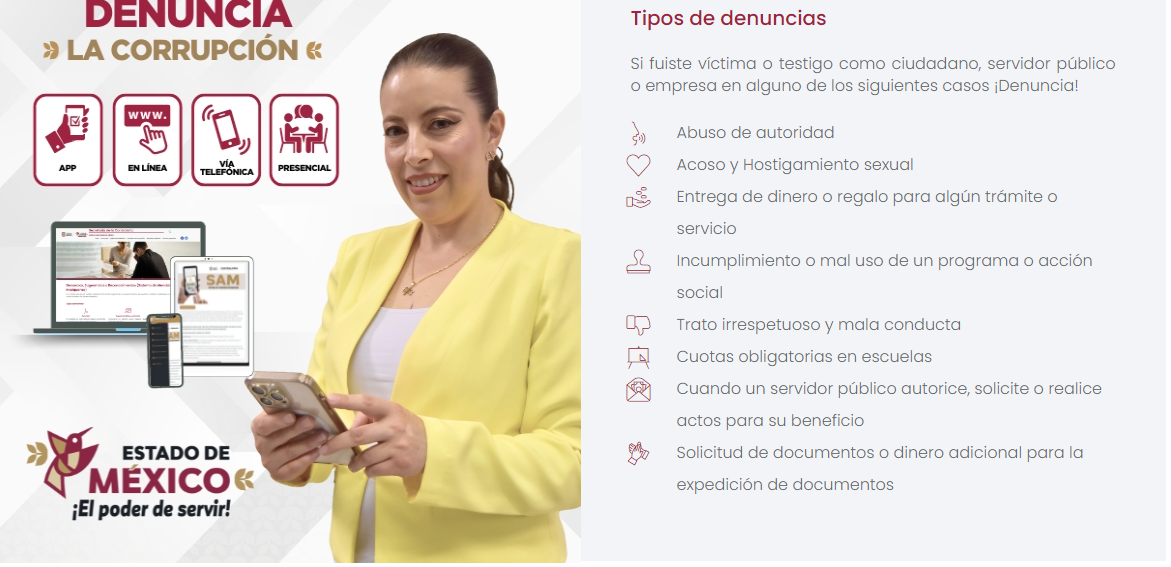 DENUNCIA
LA CORRUPCIÓN
APP
www.
EN LÍNEA
VÍA
TELEFÓNICA
PRESENCIAL
SAM
ESTADO DE
MÉXICO
¡El poder de servir!
Tipos de denuncias
Si fuiste víctima o testigo como ciudadano, servidor público
o empresa en alguno de los siguientes casos ¡Denuncia!
Abuso de autoridad
Acoso y Hostigamiento sexual
Entrega de dinero o regalo para algún trámite o
servicio
Incumplimiento o mal uso de un programa o acción
social
Trato irrespetuoso y mala conducta
Cuotas obligatorias en escuelas
Cuando un servidor público autorice, solicite o realice
actos para su beneficio
Solicitud de documentos o dinero adicional para la
expedición de documentos